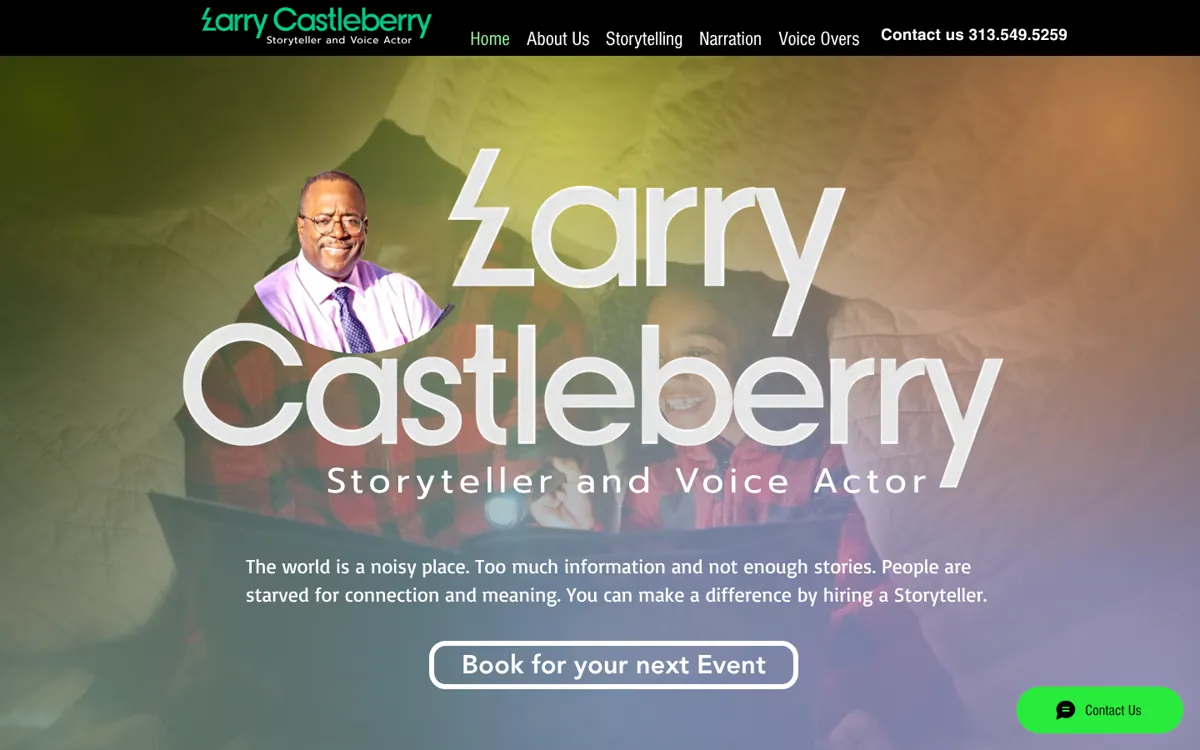 Larry Castleberry
Storyteller and Voice Actor
Home About Us Storytelling Narration Voice Overs Contact us 313.549.5259
Larry
Castleberry
Storyteller and Voice Actor
The world is a noisy place. Too much information and not enough stories. People are
starved for connection and meaning. You can make a difference by hiring a Storyteller.
Book for your next Event
Contact Us